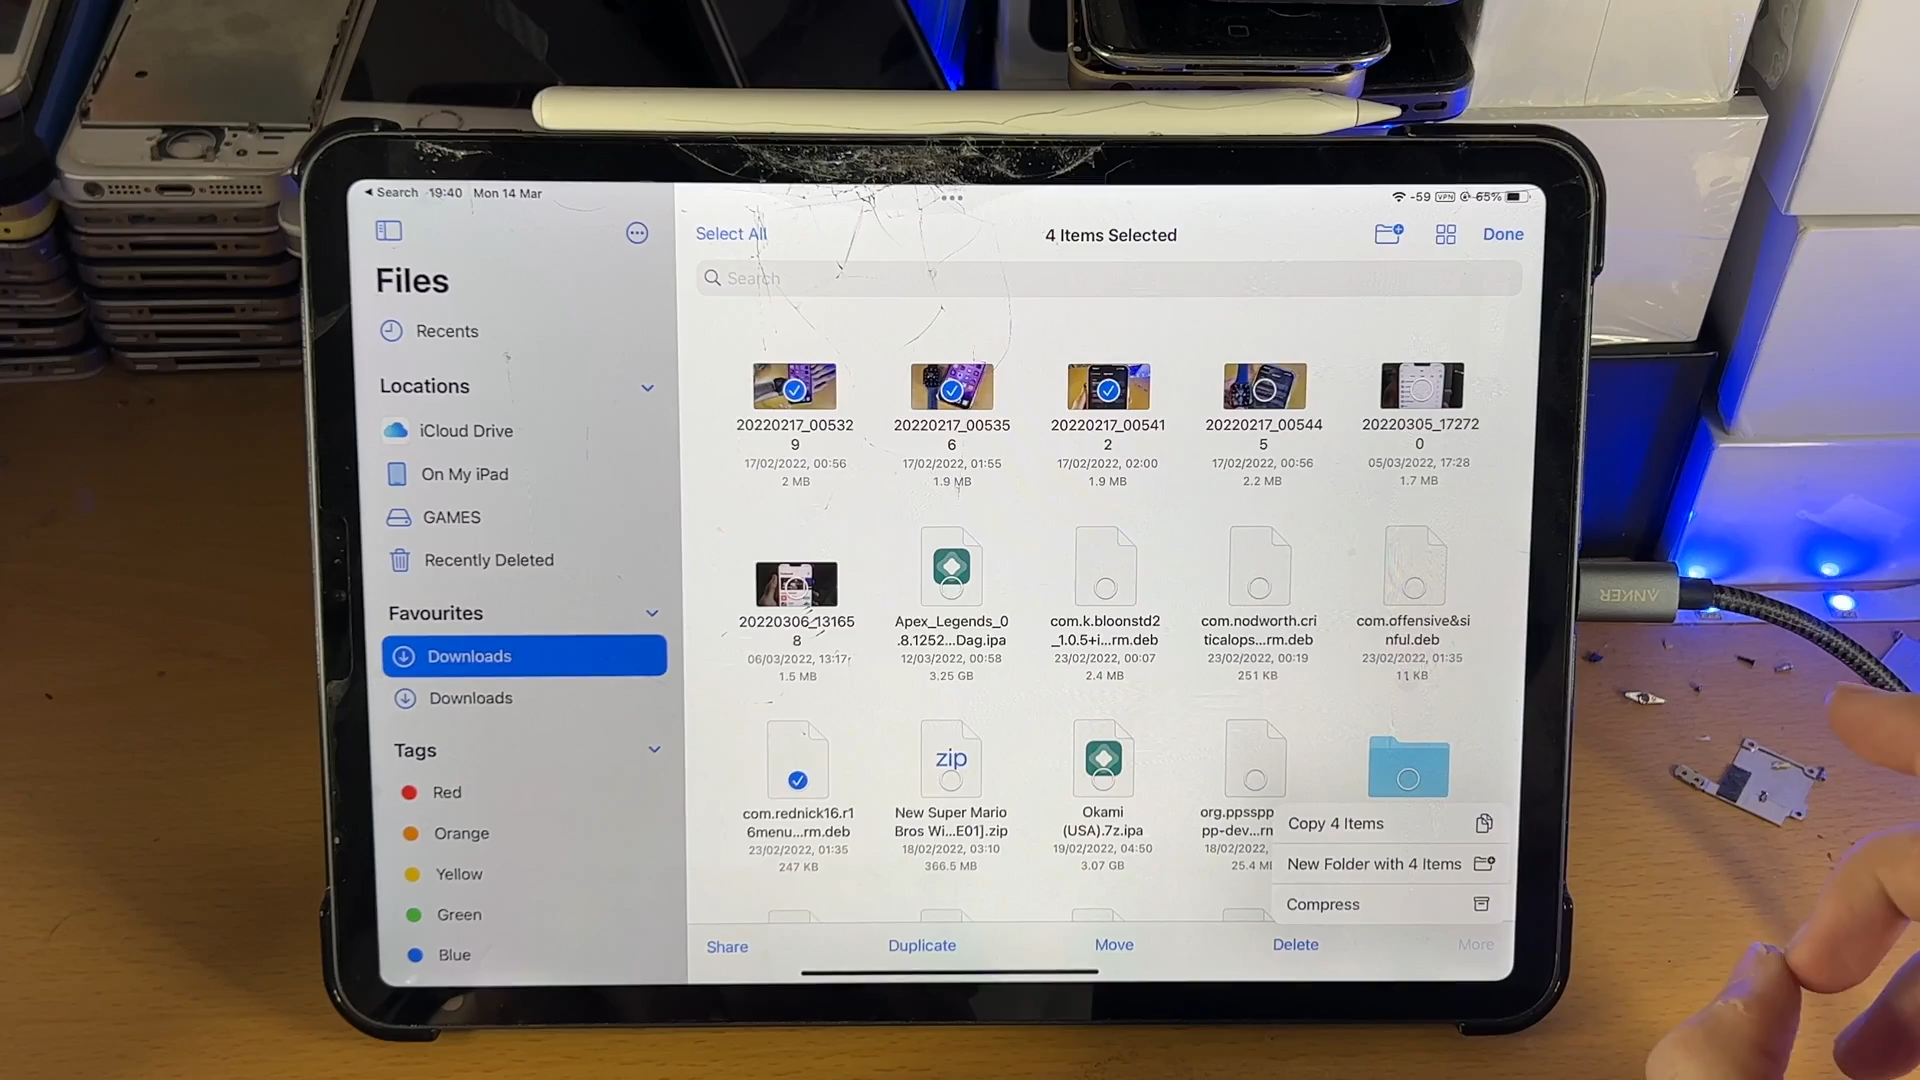 Search 19:40 Mon 14 Mar
-59 VPN 65%
Files
Recents
Locations
iCloud Drive
On My iPad
GAMES
Recently Deleted
Favourites
Downloads
Downloads
Tags
Red
Orange
Yellow
Green
Blue
Select All
4 Items Selected
Done
Search
20220217_00532
9
17/02/2022, 00:56
2 MB
20220217_00535
6
17/02/2022, 01:55
1.9 MB
20220217_00541
2
17/02/2022, 02:00
1.9 MB
20220217_00544
5
17/02/2022, 00:56
2.2 MB
20220305_17272
0
05/03/2022, 17:28
1.7 MB
20220306_13165
8
06/03/2022, 13:17
1.5 MB
Apex_Legends_0
.8.1252...Dag.ipa
12/03/2022, 00:58
3.25 GB
com.k.bloonstd2
_1.0.5+i...rm.deb
23/02/2022, 00:07
2.4 MB
com.nodworth.cri
ticalops...rm.deb
23/02/2022, 00:19
251 KB
com.offensive&si
nful.deb
23/02/2022, 01:35
11 KB
com.rednick16.r1
6menu...rm.deb
23/02/2022, 01:35
247 KB
zip
New Super Mario
Bros Wi...E01].zip
18/02/2022, 03:10
366.5 MB
Okami
(USA).7z.ipa
19/02/2022, 04:50
3.07 GB
org.ppsspp
pp-dev...rm
18/02/2022,
25.4 M
Copy 4 Items
New Folder with 4 Items
Compress
Share
Duplicate
Move
Delete
More
ANKER